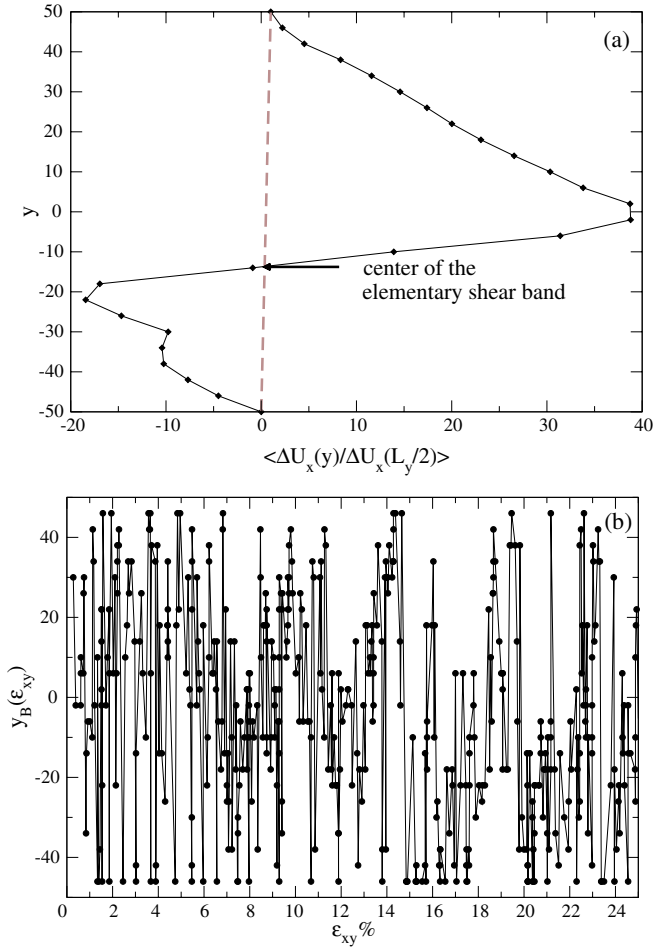 50
(a)
40
30
20
10
y
0
-10
center of the
elementary shear band
-20
-30
-40
-50
-20 -10 0 10 20 30 40
<ΔU_x(y)/ΔU_x(L_y/2)>
(b)
40
20
y_B(ε_xy)
0
-20
-40
0 2 4 6 8 10 12 14 16 18 20 22 24
ε_xy%